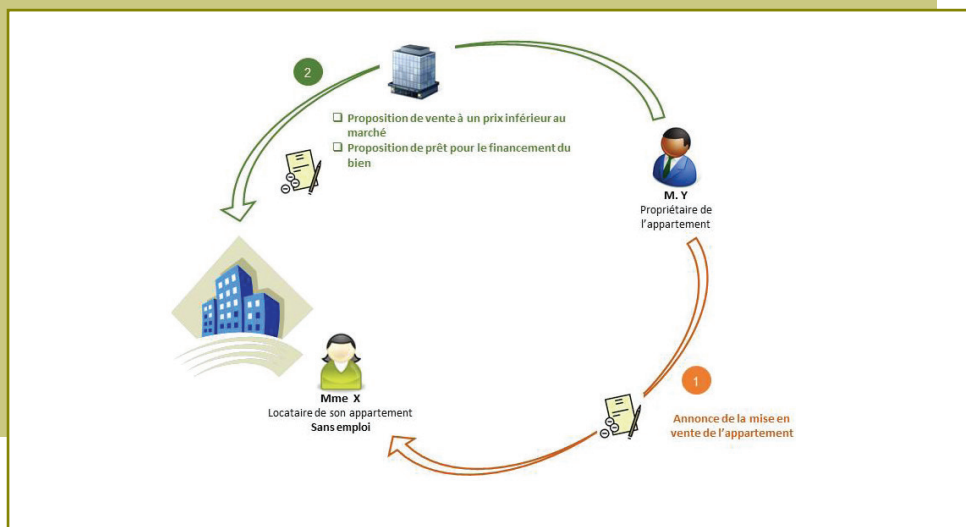 2
❑ Proposition de vente à un prix inférieur au
marché
❑ Proposition de prêt pour le financement du
bien
M. Y
Propriétaire de
l'appartement
1
Annonce de la mise en
vente de l'appartement
Mme X
Locataire de son appartement
Sans emploi